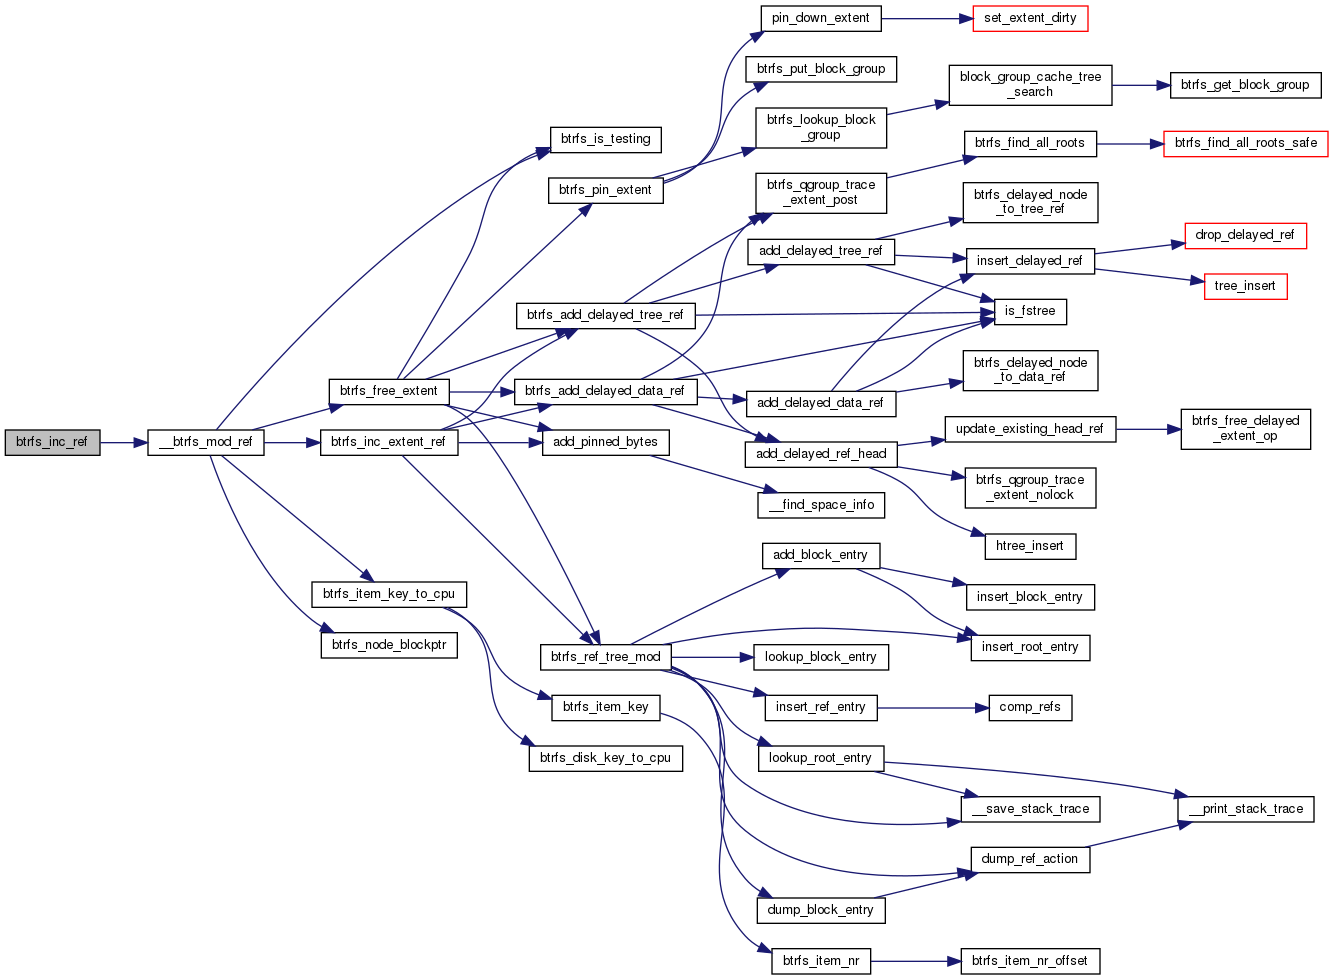 btrfs_inc_ref
__btrfs_mod_ref
btrfs_free_extent
btrfs_inc_extent_ref
btrfs_item_key_to_cpu
btrfs_node_blockptr
btrfs_is_testing
btrfs_pin_extent
btrfs_add_delayed_tree_ref
btrfs_add_delayed_data_ref
add_pinned_bytes
btrfs_ref_tree_mod
btrfs_item_key
btrfs_disk_key_to_cpu
pin_down_extent
btrfs_put_block_group
btrfs_lookup_block
_group
btrfs_qgroup_trace
_extent_post
add_delayed_tree_ref
add_delayed_data_ref
add_delayed_ref_head
__find_space_info
add_block_entry
lookup_block_entry
insert_ref_entry
lookup_root_entry
dump_block_entry
btrfs_item_nr
set_extent_dirty
block_group_cache_tree
_search
btrfs_find_all_roots
btrfs_delayed_node
_to_tree_ref
insert_delayed_ref
is_fstree
btrfs_delayed_node
_to_data_ref
update_existing_head_ref
btrfs_qgroup_trace
_extent_nolock
htree_insert
insert_block_entry
insert_root_entry
comp_refs
__save_stack_trace
dump_ref_action
btrfs_item_nr_offset
btrfs_get_block_group
btrfs_find_all_roots_safe
drop_delayed_ref
tree_insert
btrfs_free_delayed
_extent_op
__print_stack_trace